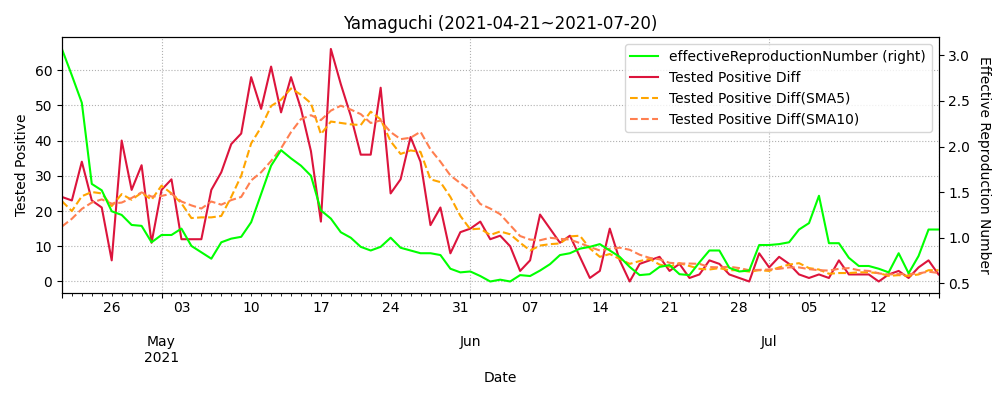 Yamaguchi (2021-04-21~2021-07-20)
effectiveReproductionNumber (right)
Tested Positive Diff
Tested Positive Diff(SMA5)
Tested Positive Diff(SMA10)
Tested Positive
60
50
40
30
20
10
0
3.0
2.5
2.0
1.5
1.0
0.5
Effective Reproduction Number
26 03 10 17 24 31 07 14 21 28 05 12
May Jun Jul
2021
Date